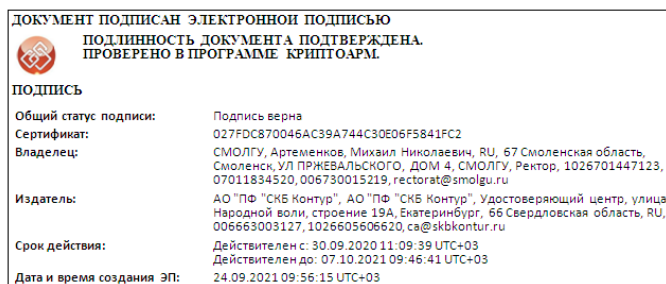 ДОКУМЕНТ ПОДПИСАН ЭЛЕКТРОННОЙ ПОДПИСЬЮ
ПОДЛИННОСТЬ ДОКУМЕНТА ПОДТВЕРЖДЕНА.
ПРОВЕРЕНО В ПРОГРАММЕ КРИПТОАРМ.
ПОДПИСЬ
Общий статус подписи: Подпись верна
Сертификат: 027FDC870046AC39A744C30E06F5841FC2
Владелец: СМОЛГУ, Артеменков, Михаил Николаевич, RU, 67 Смоленская область,
Смоленск, УЛ ПРЖЕВАЛЬСКОГО, ДОМ 4, СМОЛГУ, Ректор, 1026701447123,
07011834520, 006730015219, rectorat@smolgu.ru
Издатель: АО "ПФ "СКБ Контур", АО "ПФ "СКБ Контур", Удостоверяющий центр, улица
Народной воли, строение 19А, Екатеринбург, 66 Свердловская область, RU,
006663003127, 1026605606620, ca@skbkontur.ru
Срок действия: Действителен с: 30.09.2020 11:09:39 UTC+03
Действителен до: 07.10.2021 09:46:41 UTC+03
Дата и время создания ЭП: 24.09.2021 09:56:15 UTC+03